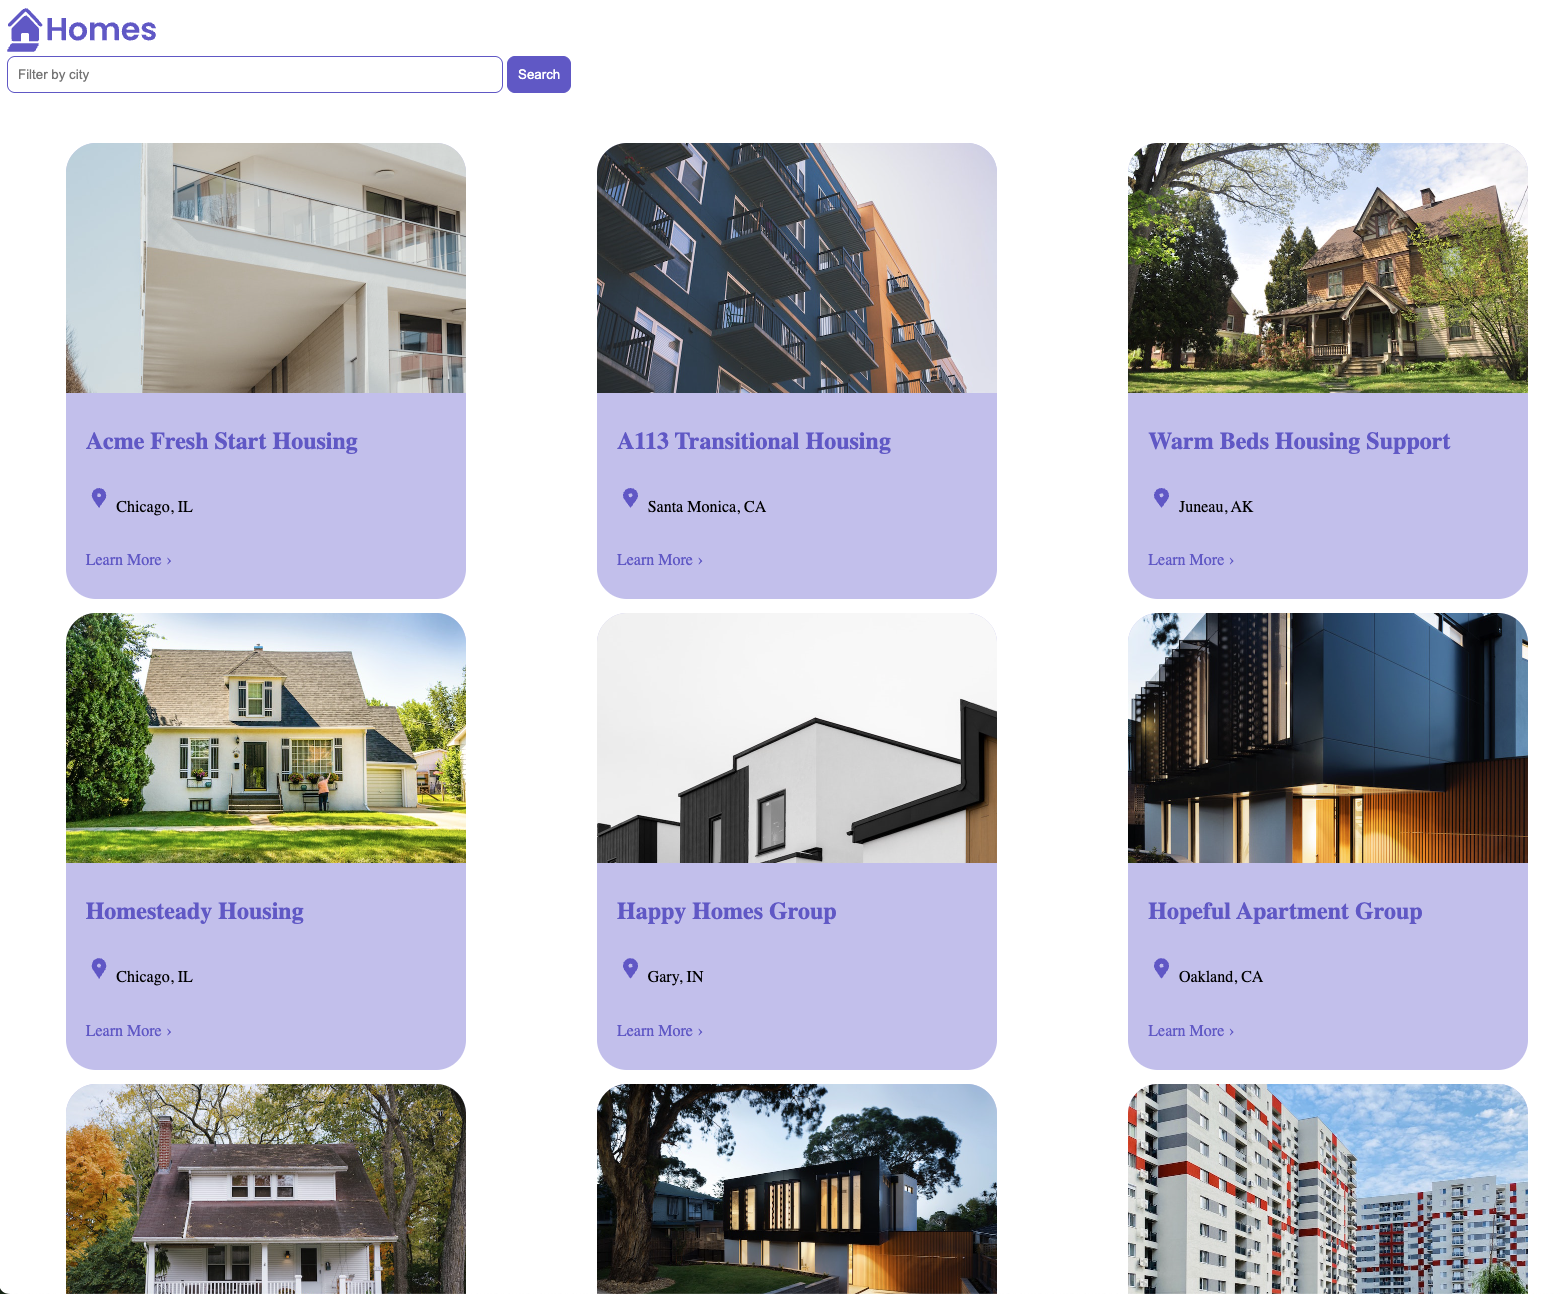 Homes
Filter by city
Search
Acme Fresh Start Housing
Chicago, IL
Learn More ›
A113 Transitional Housing
Santa Monica, CA
Learn More ›
Warm Beds Housing Support
Juneau, AK
Learn More ›
Homesteady Housing
Chicago, IL
Learn More ›
Happy Homes Group
Gary, IN
Learn More ›
Hopeful Apartment Group
Oakland, CA
Learn More ›